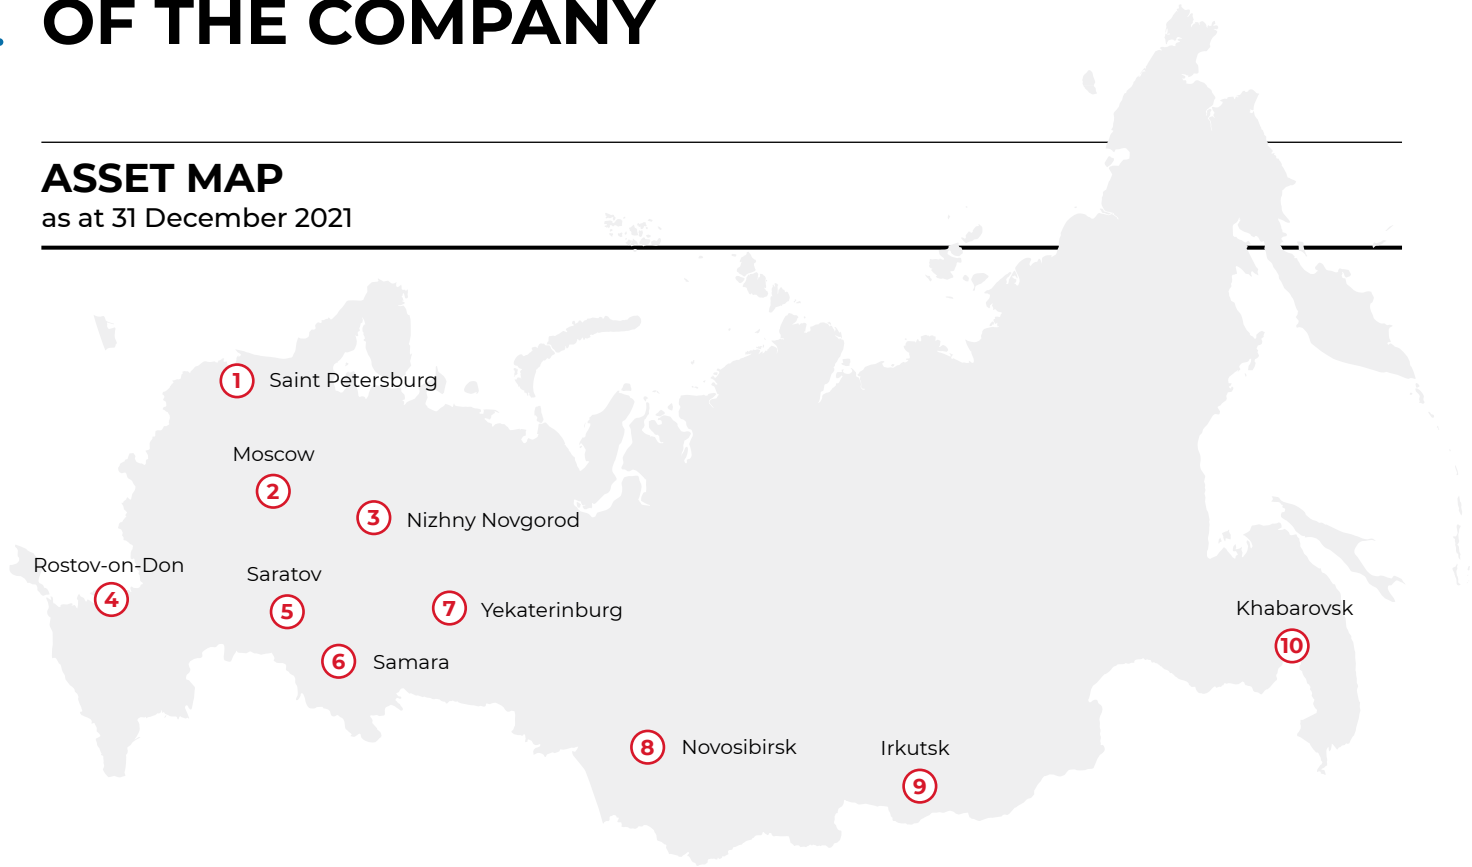 OF THE COMPANY
ASSET MAP
as at 31 December 2021
1 Saint Petersburg
Moscow
2
3 Nizhny Novgorod
Rostov-on-Don
4
Saratov
5
7 Yekaterinburg
6 Samara
Khabarovsk
10
8 Novosibirsk
Irkutsk
9